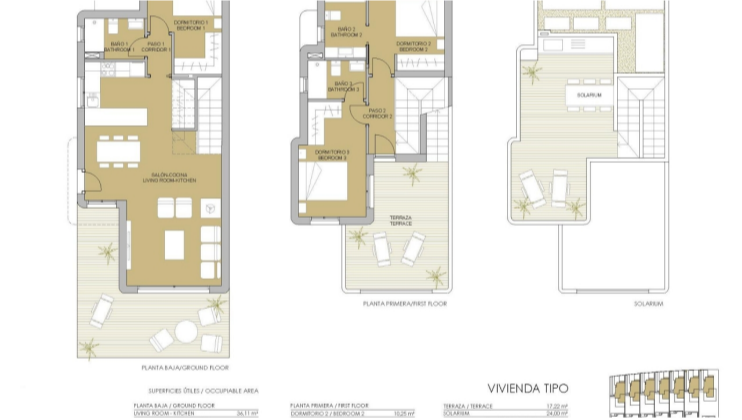 DORMITORIO 1
BEDROOM 1
BAÑO 1
BATHROOM 1
PASO 1
CORRIDOR 1
SALÓN-COCINA
LIVING ROOM-KITCHEN
PLANTA BAJA/GROUND FLOOR
BAÑO 2
BATHROOM 2
DORMITORIO 2
BEDROOM 2
BAÑO 3
BATHROOM 3
PASO 2
CORRIDOR 2
DORMITORIO 3
BEDROOM 3
TERRAZA
TERRACE
PLANTA PRIMERA/FIRST FLOOR
SOLARIUM
SOLARIUM
SUPERFICIES ÚTILES / OCCUPIABLE AREA
VIVIENDA TIPO
PLANTA BAJA / GROUND FLOOR
LIVING ROOM - KITCHEN 36,11 m²
PLANTA PRIMERA / FIRST FLOOR
DORMITORIO 2 / BEDROOM 2 10,25 m²
TERRAZA / TERRACE 17,22 m²
SOLARIUM 24,00 m²